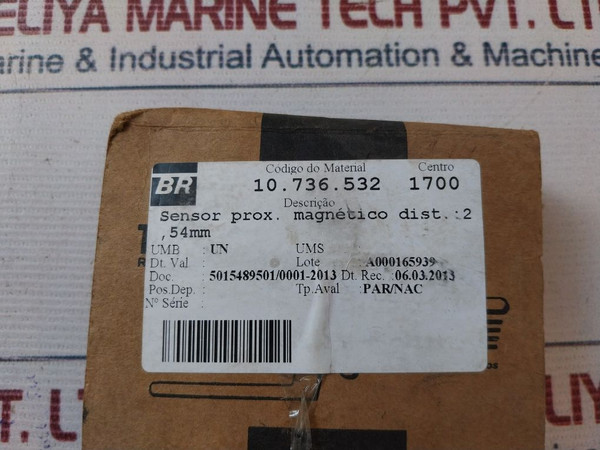 ELIYA MARINE TECH PVT. LT
arine & Industrial Automation & Machine
BR
Código do Material Centro
10.736.532 1700
Descrição
Sensor prox. magnético dist.:2
,54mm
UMB : UN UMS :
Dt. Val : Lote : A000165939
Doc. : 5015489501/0001-2013 Dt. Rec. :06.03.2013
Pos.Dep. : Tp.Aval :PAR/NAC
Nº Série :